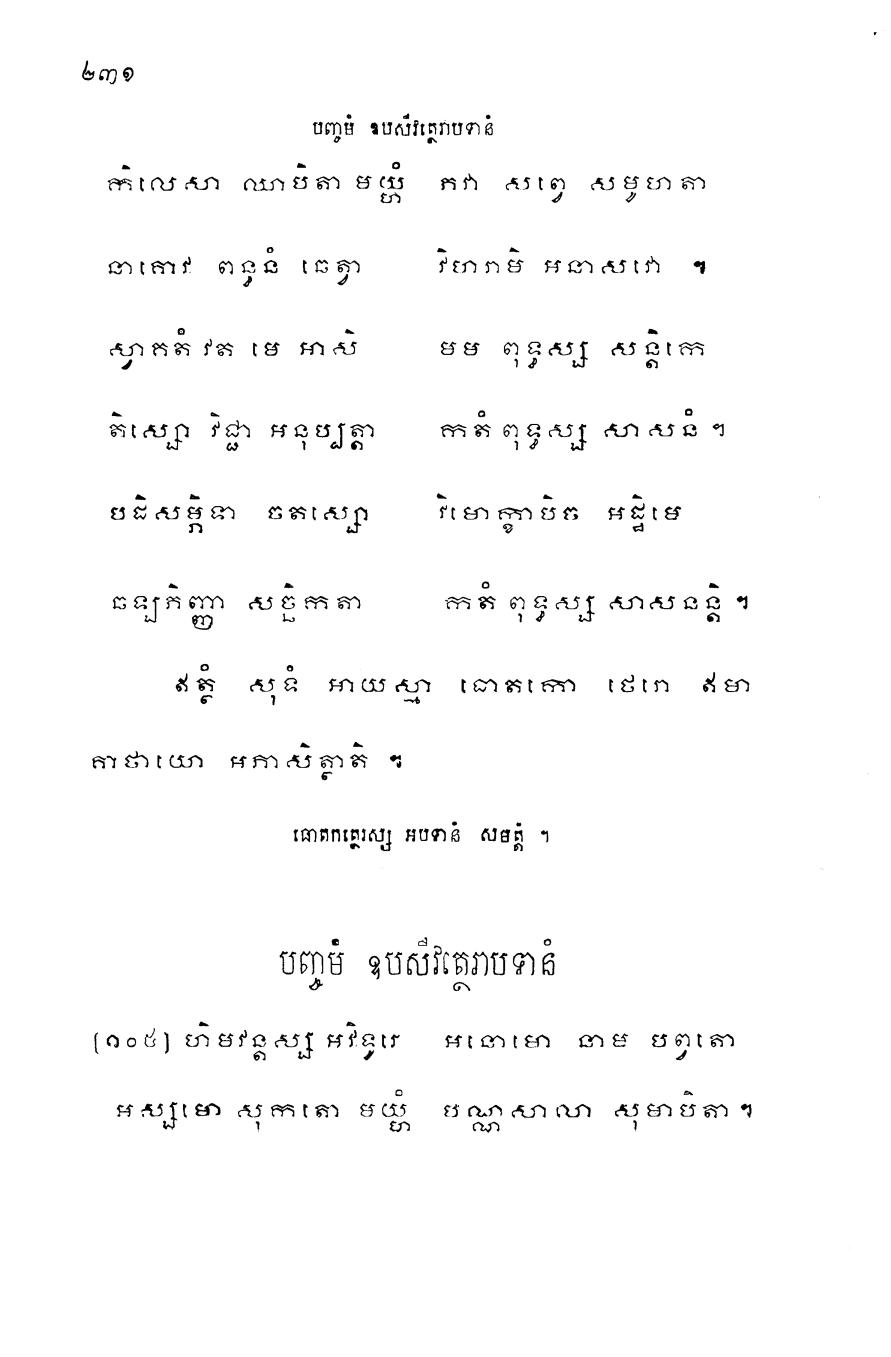 ២៣១
បញ្ចមំ ឧបសីវត្ថេរាបទានំ
កិលេសា ឈាបិតា មយ្ហំ ភវា សព្វេ សមូហតា
នាគោវ ពន្ធនំ ឆេត្វា វិហរាមិ អនាសវោ ។
ស្វាគតំ វត មេ អាសិ មម ពុទ្ធស្ស សន្តិកេ
តិស្សោ វិជ្ជា អនុប្បត្តា កតំ ពុទ្ធស្ស សាសនំ ។
បដិសម្ភិទា ចតស្សោ វិមោក្ខាបិច អដ្ឋិមេ
ឆឡភិញ្ញា សច្ឆិកតា កតំ ពុទ្ធស្ស សាសនន្តិ ។
ឥត្ថំ សុទំ អាយស្មា ធោតកោ ថេរោ ឥមា
គាថាយោ អភាសិត្ថាតិ ។
ធោតកត្ថេរស្ស អបទានំ សមត្តំ ។
បញ្ចមំ ឧបសីវត្ថេរាបទានំ
(១០៥) ហិមវន្តស្ស អវិទូរេ អនោមោ នាម បព្វតោ
អស្សមោ សុកតោ មយ្ហំ បណ្ណសាលា សុមាបិតា ។